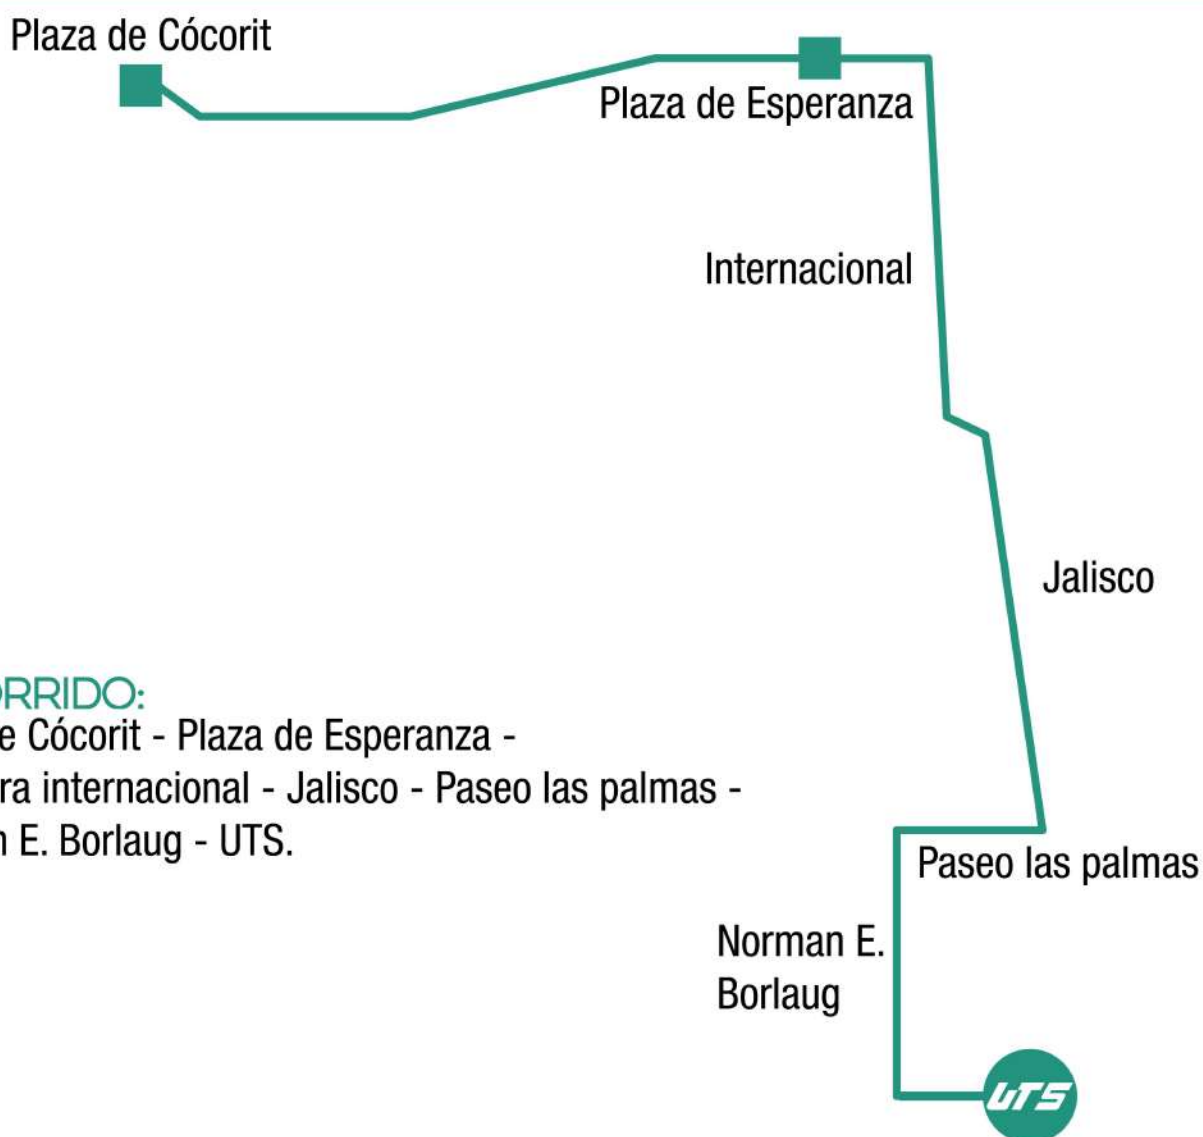 Plaza de Cócorit
Plaza de Esperanza
Internacional
Jalisco
ORRIDO:
e Cócorit - Plaza de Esperanza -
ra internacional - Jalisco - Paseo las palmas -
n E. Borlaug - UTS.
Paseo las palmas
Norman E.
Borlaug
UTS